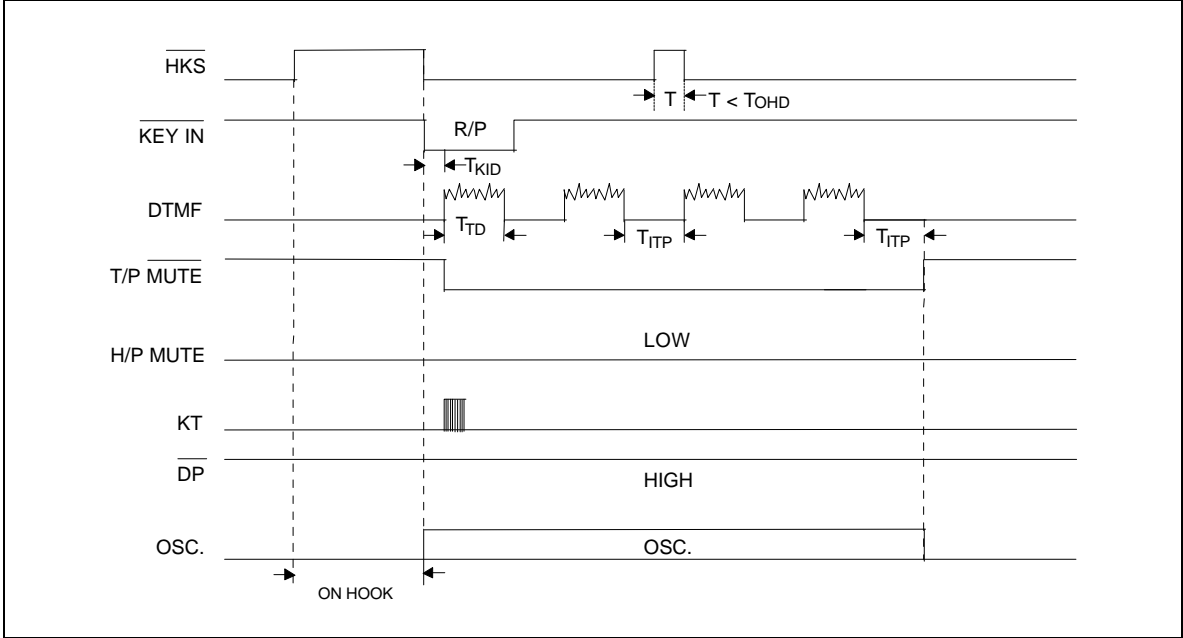 HKS
T T < TOHD
KEY IN R/P
TKID
DTMF
TTD TITP TITP
T/P MUTE
LOW
H/P MUTE
KT
DP
HIGH
OSC. OSC.
ON HOOK